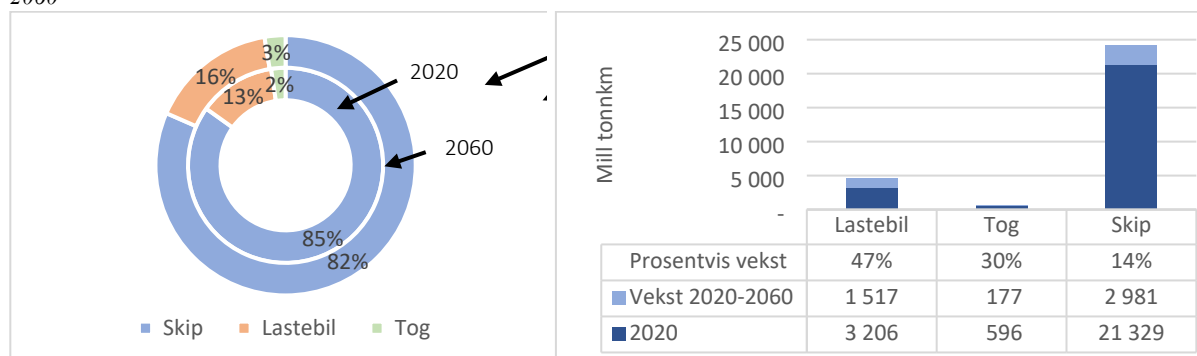 2060
3%
16%
2%
13%
2020
2060
85%
82%
Skip Lastebil Tog
25 000
20 000
15 000
10 000
5 000
-
Mill tonnkm
Lastebil Tog Skip
Prosentvis vekst 47% 30% 14%
Vekst 2020-2060 1 517 177 2 981
2020 3 206 596 21 329